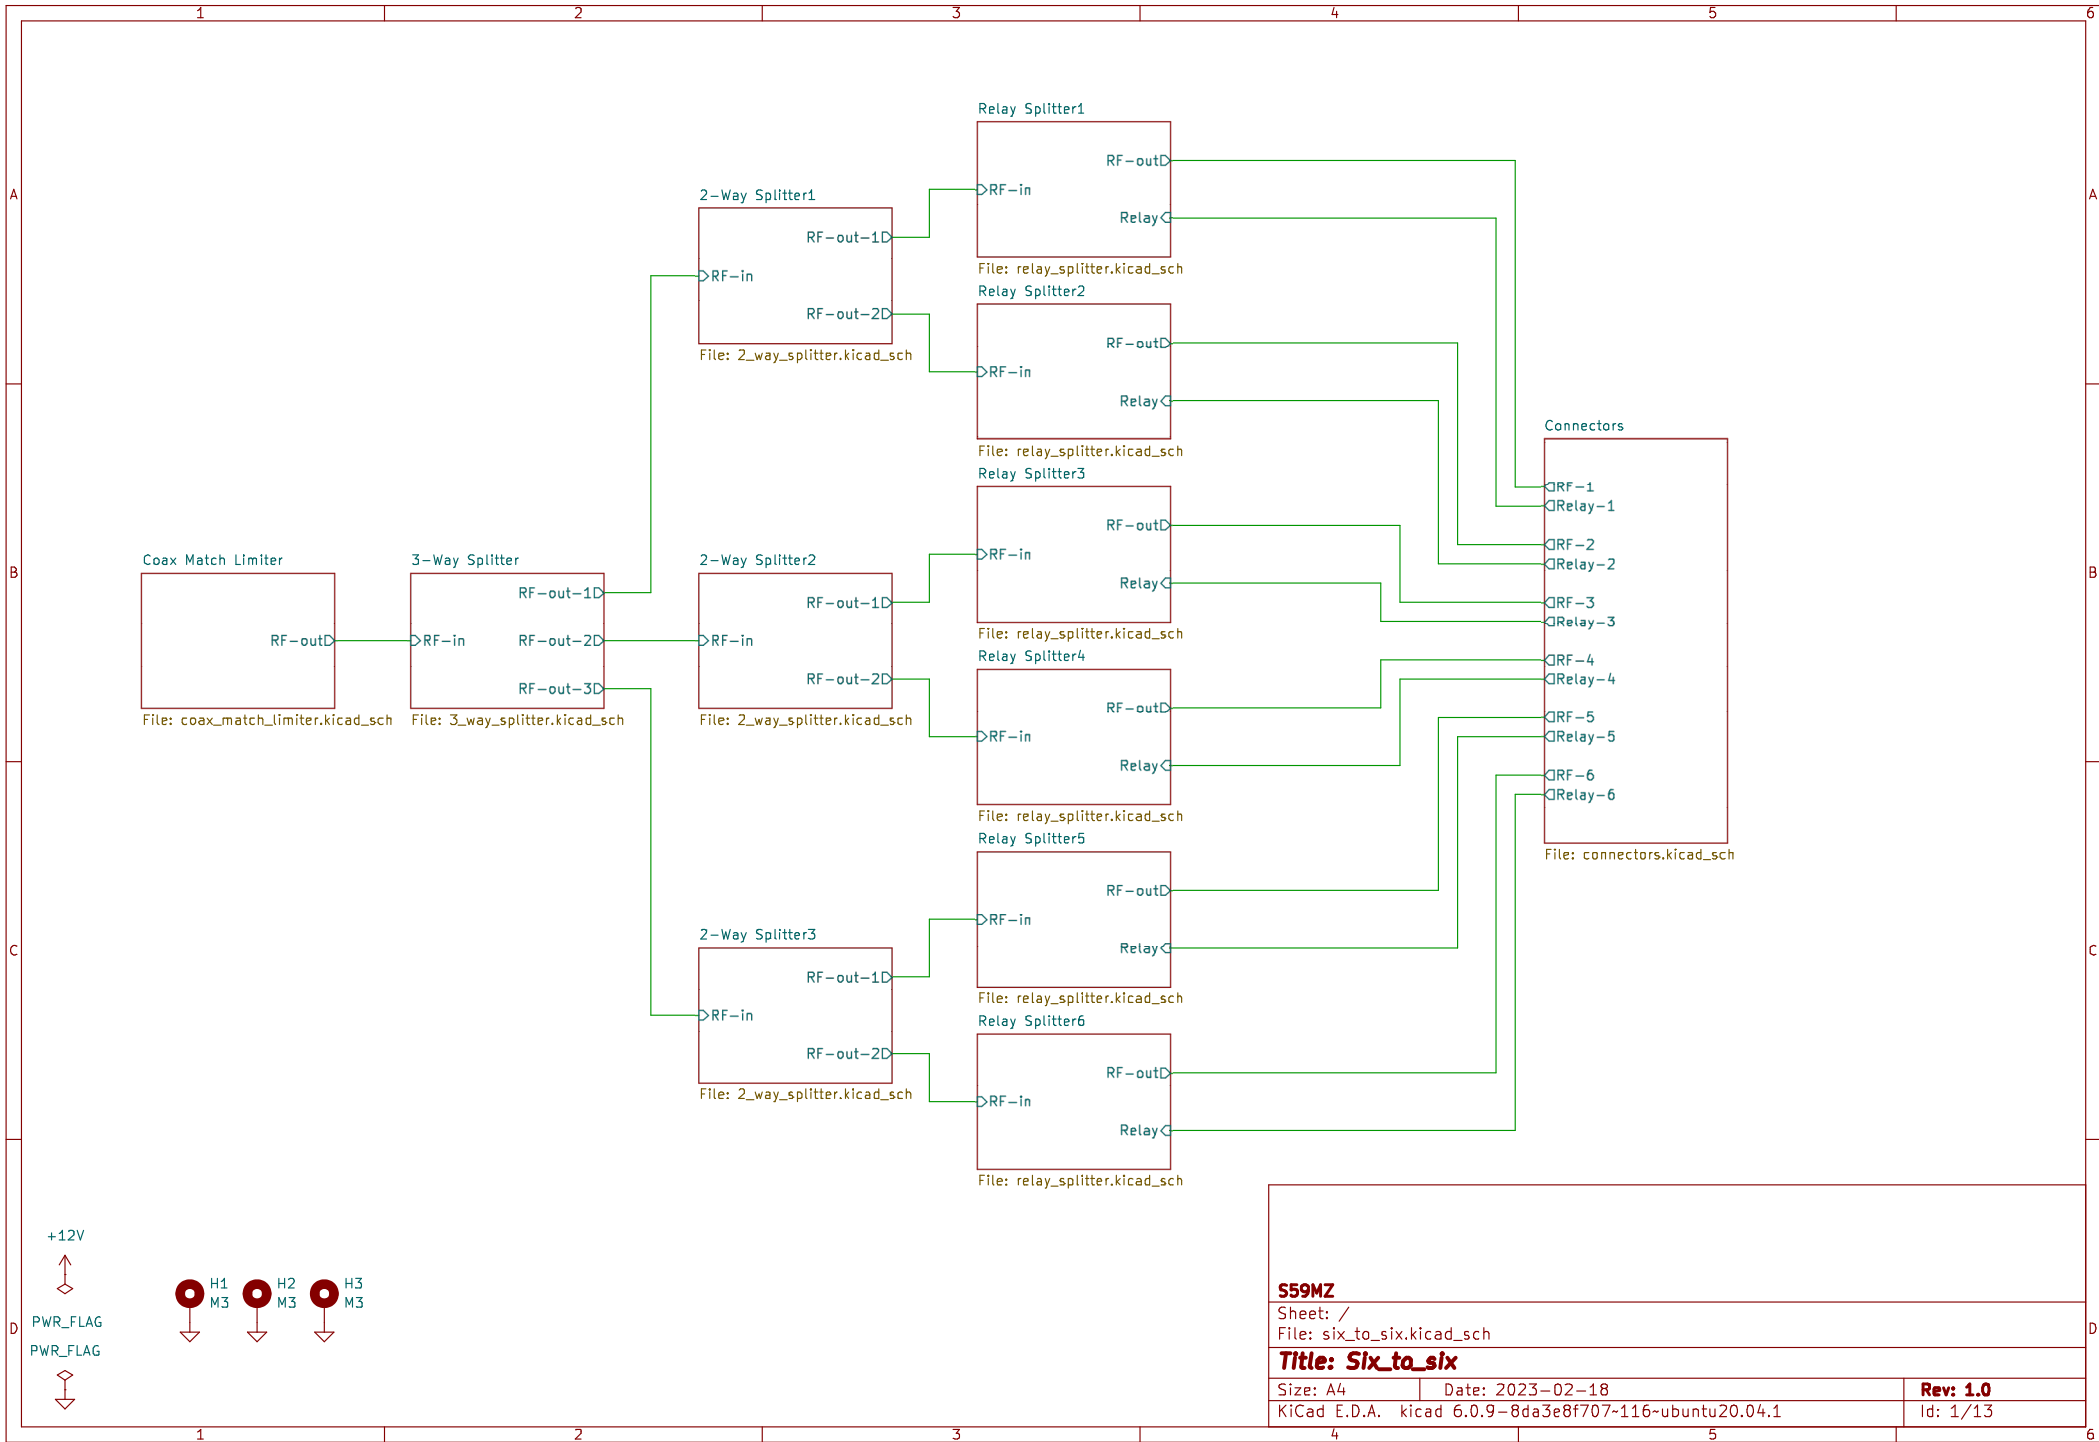 1 2 3 4 5 6
A
B
C
D
A
B
C
D
1 2 3 4 5 6
Coax Match Limiter
RF-out
File: coax_match_limiter.kicad_sch
3-Way Splitter
RF-out-1
RF-in
RF-out-2
RF-out-3
File: 3_way_splitter.kicad_sch
2-Way Splitter1
RF-out-1
RF-in
RF-out-2
File: 2_way_splitter.kicad_sch
2-Way Splitter2
RF-out-1
RF-in
RF-out-2
File: 2_way_splitter.kicad_sch
2-Way Splitter3
RF-out-1
RF-in
RF-out-2
File: 2_way_splitter.kicad_sch
Relay Splitter1
RF-out
RF-in
Relay
File: relay_splitter.kicad_sch
Relay Splitter2
RF-out
RF-in
Relay
File: relay_splitter.kicad_sch
Relay Splitter3
RF-out
RF-in
Relay
File: relay_splitter.kicad_sch
Relay Splitter4
RF-out
RF-in
Relay
File: relay_splitter.kicad_sch
Relay Splitter5
RF-out
RF-in
Relay
File: relay_splitter.kicad_sch
Relay Splitter6
RF-out
RF-in
Relay
File: relay_splitter.kicad_sch
Connectors
RF-1
Relay-1
RF-2
Relay-2
RF-3
Relay-3
RF-4
Relay-4
RF-5
Relay-5
RF-6
Relay-6
File: connectors.kicad_sch
+12V
PWR_FLAG
PWR_FLAG
H1
M3
H2
M3
H3
M3
S59MZ
Sheet: /
File: six_to_six.kicad_sch
Title: Six_to_six
Size: A4 Date: 2023-02-18 Rev: 1.0
KiCad E.D.A. kicad 6.0.9-8da3e8f707~116~ubuntu20.04.1 Id: 1/13